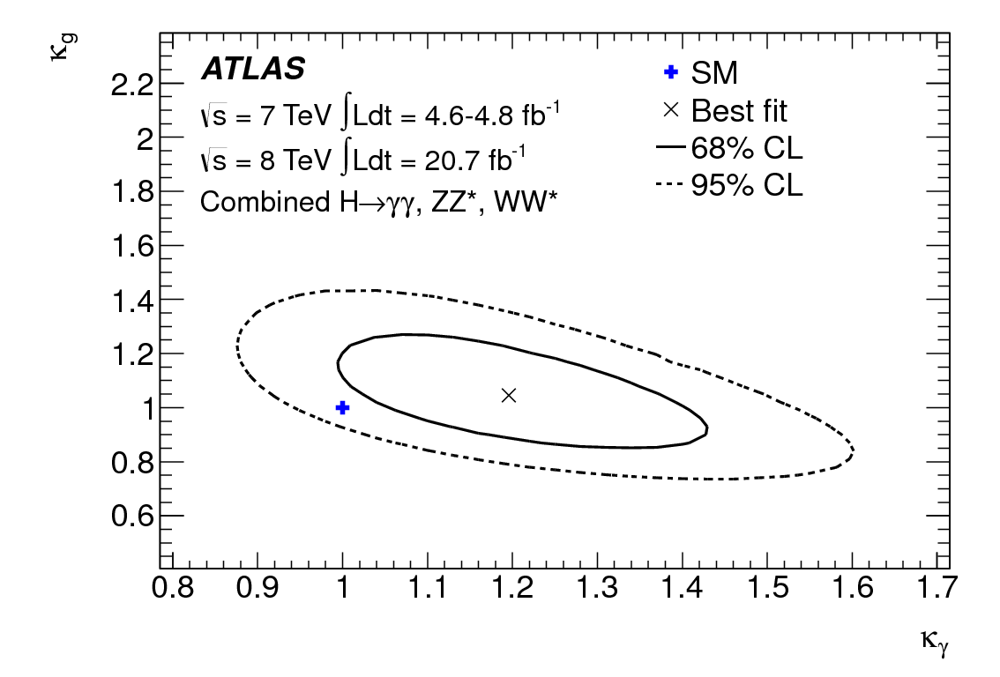 κg
ATLAS
√s = 7 TeV ∫Ldt = 4.6-4.8 fb-1
√s = 8 TeV ∫Ldt = 20.7 fb-1
Combined H→γγ, ZZ*, WW*
SM
Best fit
68% CL
95% CL
2.2
2
1.8
1.6
1.4
1.2
1
0.8
0.6
0.8 0.9 1 1.1 1.2 1.3 1.4 1.5 1.6 1.7
κγ